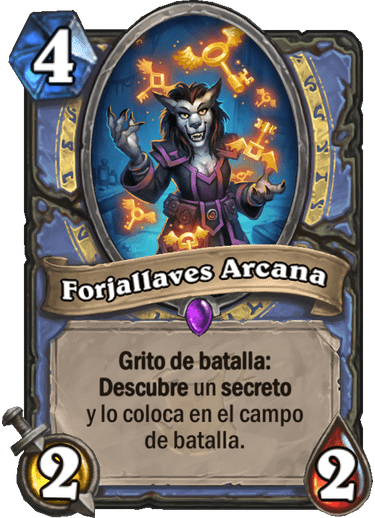 4
Forjallaves Arcana
Grito de batalla:
Descubre un secreto
y lo coloca en el campo
de batalla.
2
2